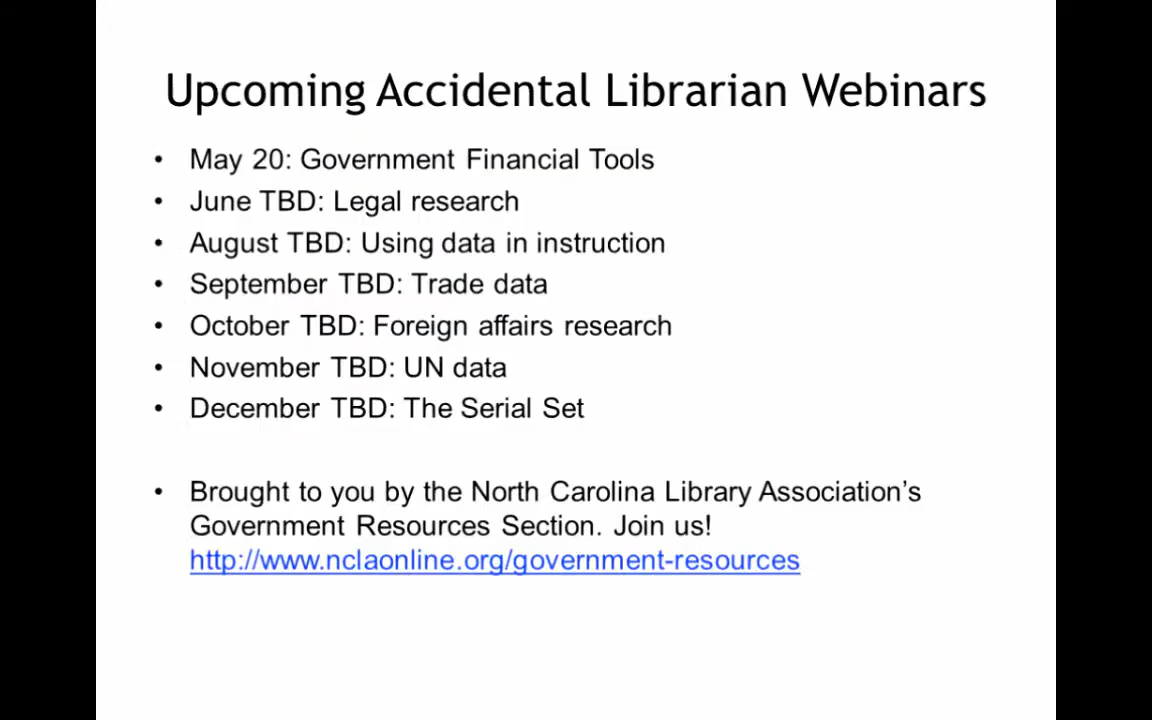 Upcoming Accidental Librarian Webinars
• May 20: Government Financial Tools
• June TBD: Legal research
• August TBD: Using data in instruction
• September TBD: Trade data
• October TBD: Foreign affairs research
• November TBD: UN data
• December TBD: The Serial Set
• Brought to you by the North Carolina Library Association’s
Government Resources Section. Join us!
http://www.nclaonline.org/government-resources